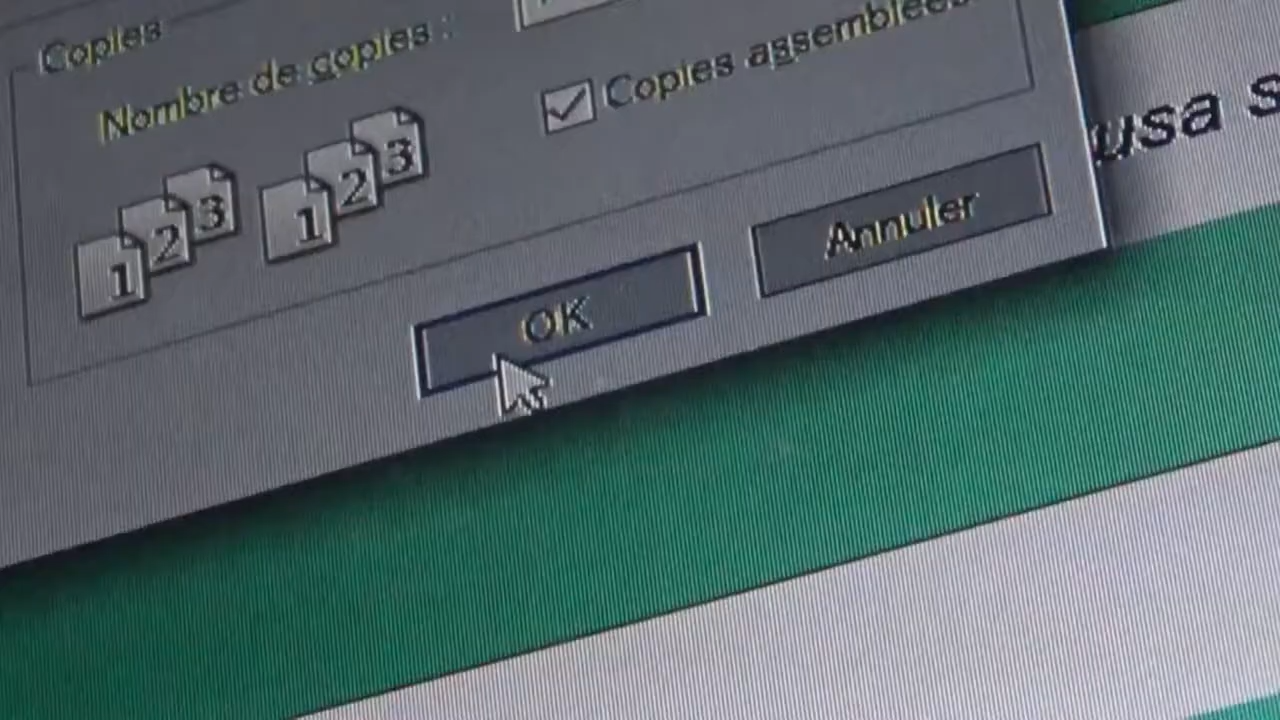 Copies
Nombre de copies :
Copies assemblées
1 2 3 1 2 3
OK
Annuler
usa s